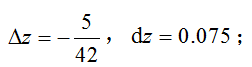 Δz = -5/42， dz = 0.075；